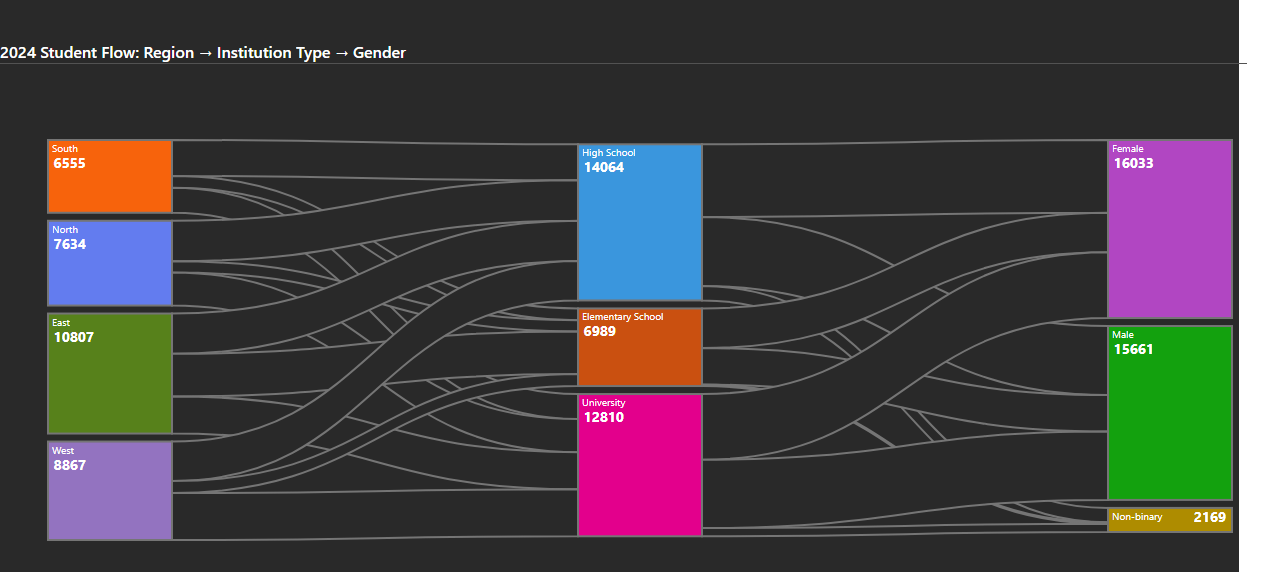 2024 Student Flow: Region → Institution Type → Gender
South
6555
North
7634
East
10807
West
8867
High School
14064
Elementary School
6989
University
12810
Female
16033
Male
15661
Non-binary 2169